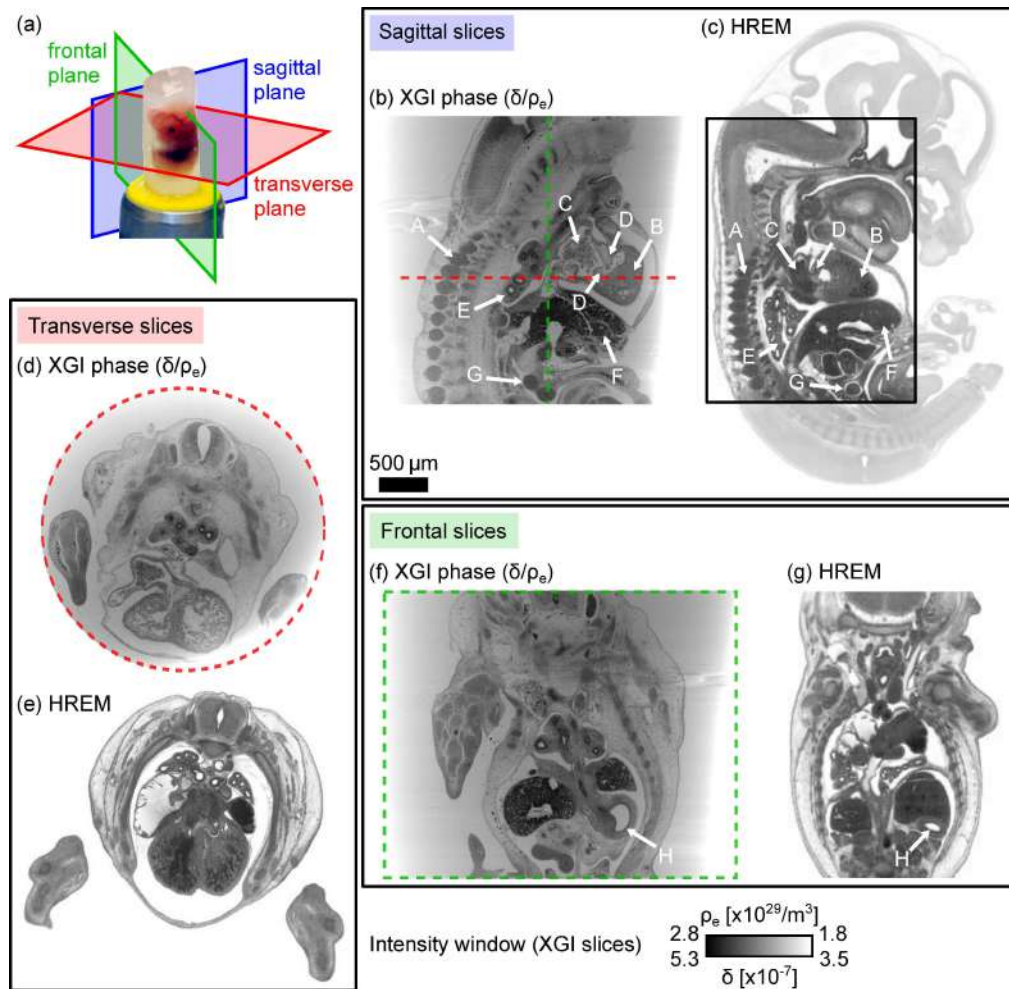 (a)
frontal
plane
sagittal
plane
transverse
plane
Sagittal slices
(b) XGI phase (δ/ρe)
A
C
D
B
E
D
F
G
500 µm
(c) HREM
A
C
D
B
E
G
F
Transverse slices
(d) XGI phase (δ/ρe)
(e) HREM
Frontal slices
(f) XGI phase (δ/ρe)
H
(g) HREM
H
Intensity window (XGI slices)
ρe [x10^29/m^3]
2.8 1.8
5.3 3.5
δ [x10^-7]